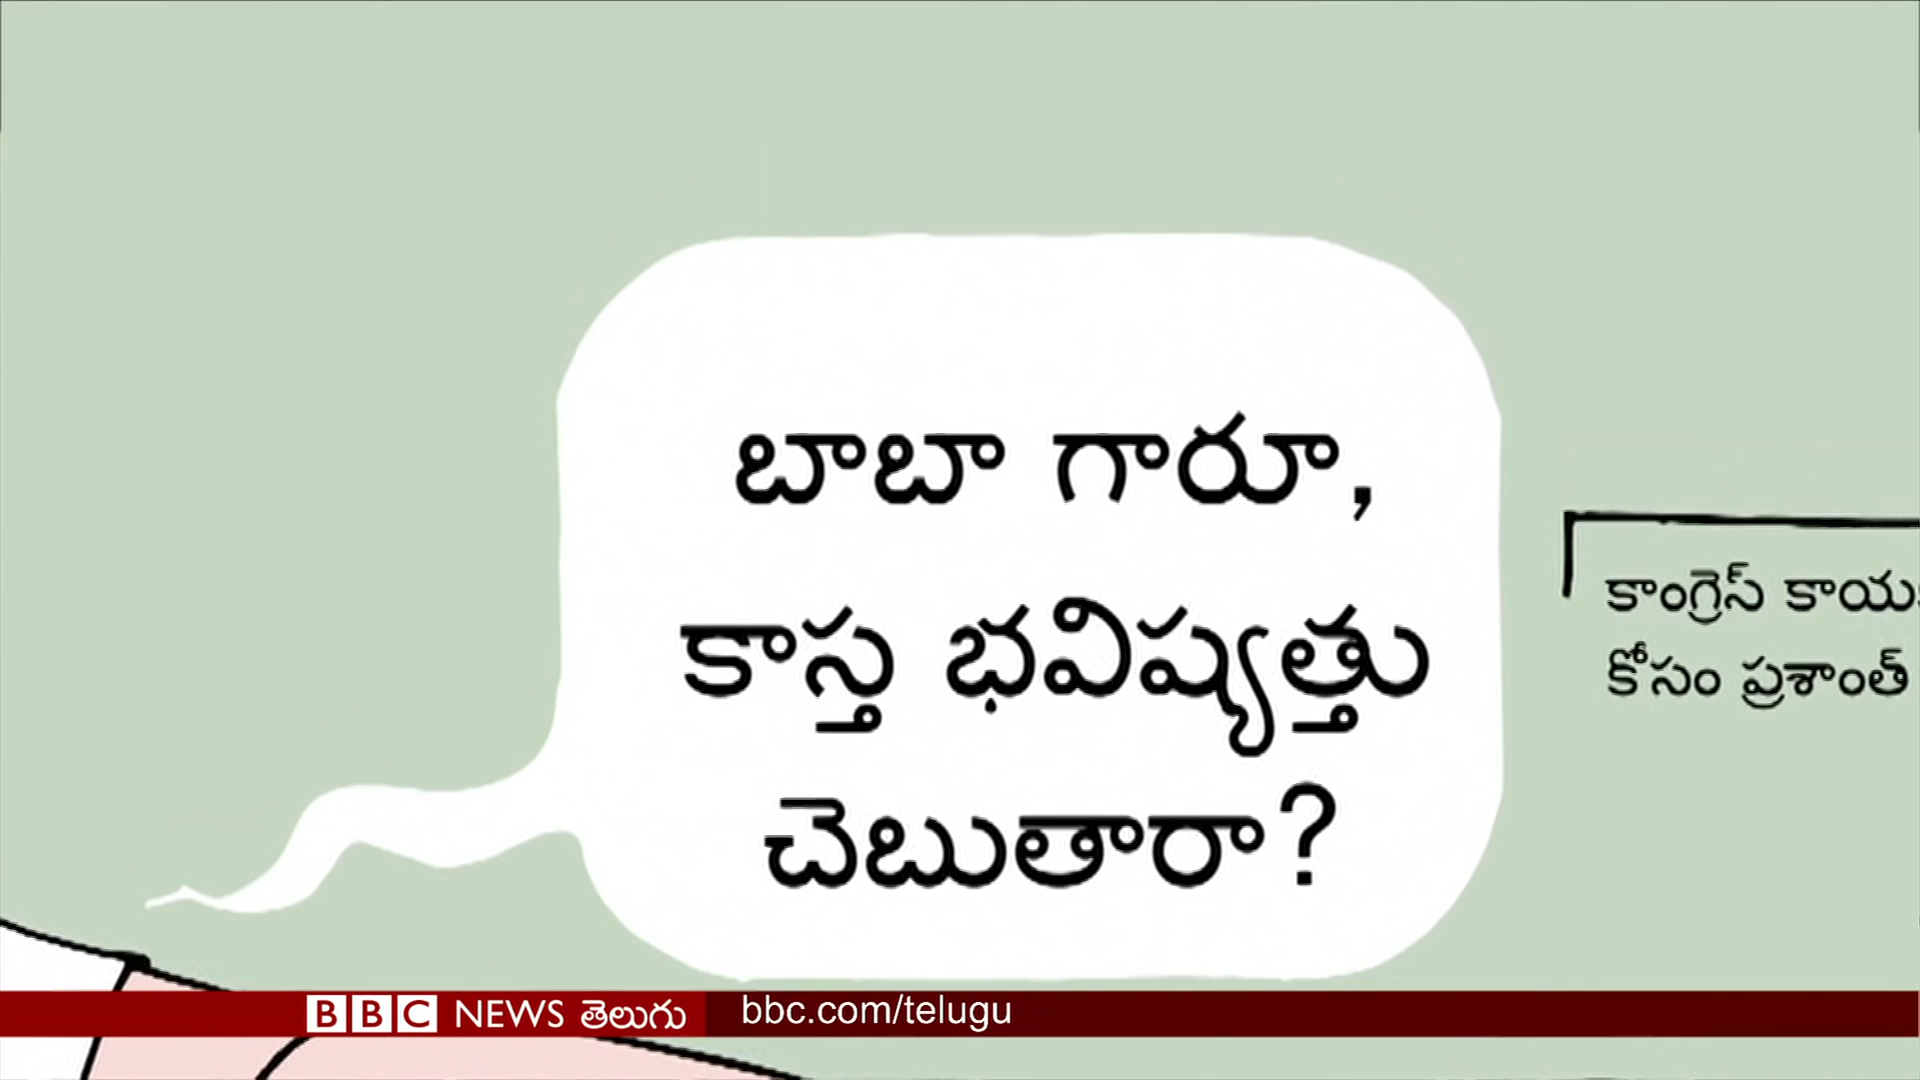 బాబా గారూ,
కాస్త భవిష్యత్తు
చెబుతారా?
కాంగ్రెస్
కోసం ప్రశాంత్
BBC NEWS తెలుగు bbc.com/telugu